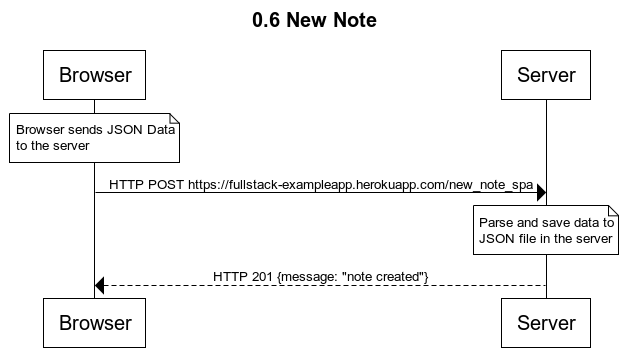 0.6 New Note
Browser
Server
Browser sends JSON Data
to the server
HTTP POST https://fullstack-exampleapp.herokuapp.com/new_note_spa
Parse and save data to
JSON file in the server
HTTP 201 {message: "note created"}
Browser
Server